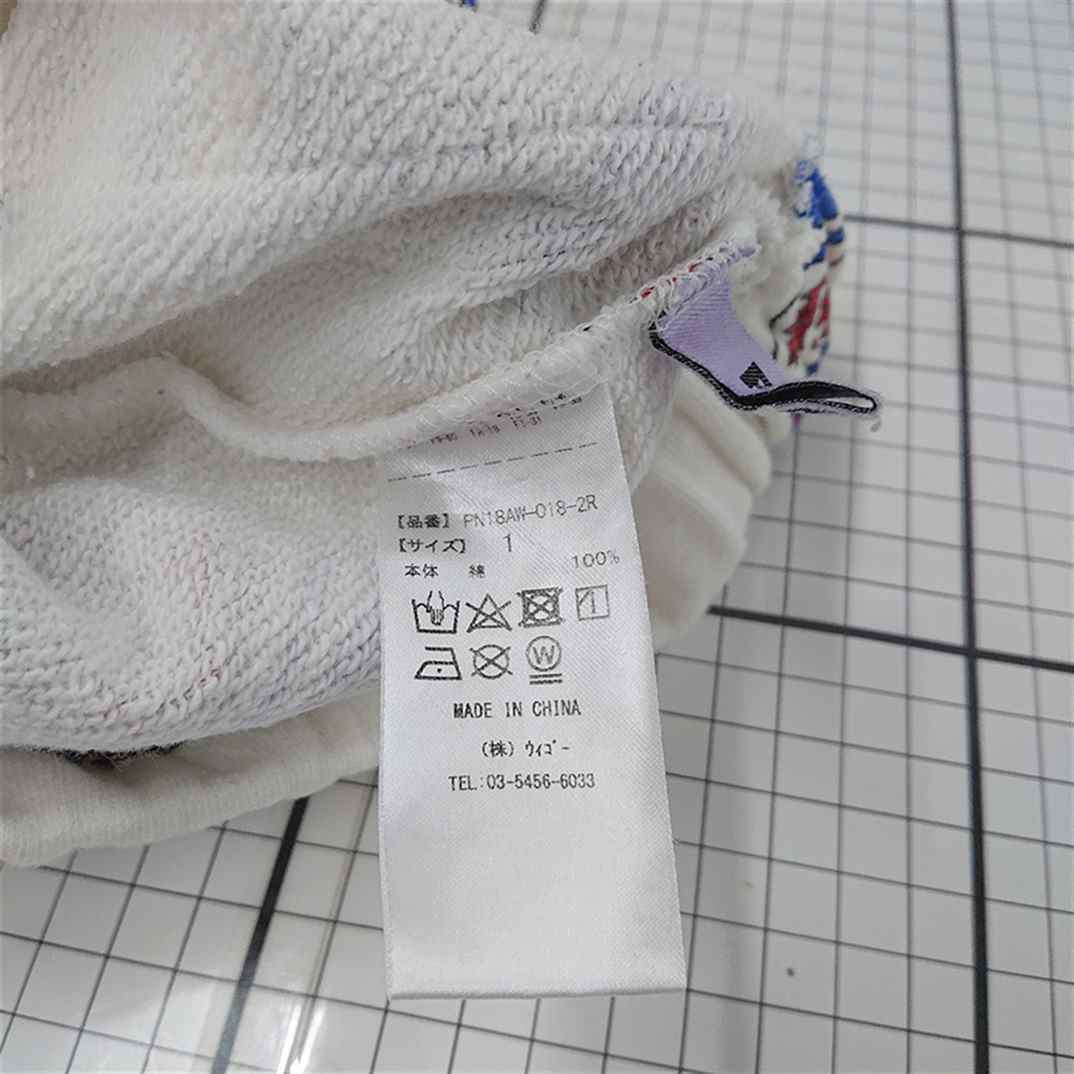 【品番】 PN18AW-018-2R
【サイズ】 1
本体 綿 100%
W
MADE IN CHINA
(株) ｳｨｺﾞｰ
TEL:03-5456-6033